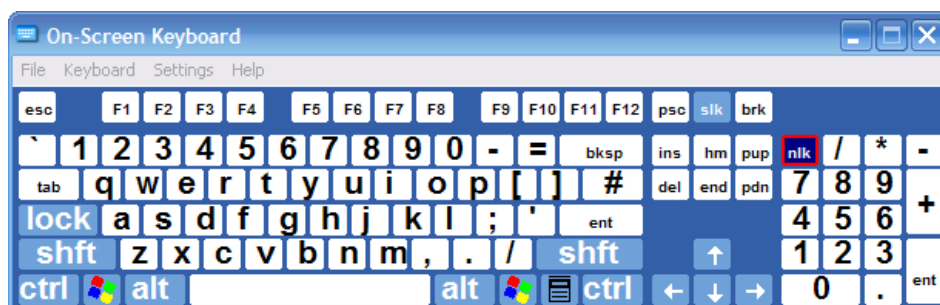 On-Screen Keyboard
File Keyboard Settings Help
esc F1 F2 F3 F4 F5 F6 F7 F8 F9 F10 F11 F12 psc slk brk
` 1 2 3 4 5 6 7 8 9 0 - = bksp ins hm pup nlk / * -
tab q w e r t y u i o p [ ] # del end pdn 7 8 9 +
lock a s d f g h j k l ; ' ent 4 5 6
shft z x c v b n m , . / shft ↑ 1 2 3 ent
ctrl alt alt ctrl ← ↓ → 0 .